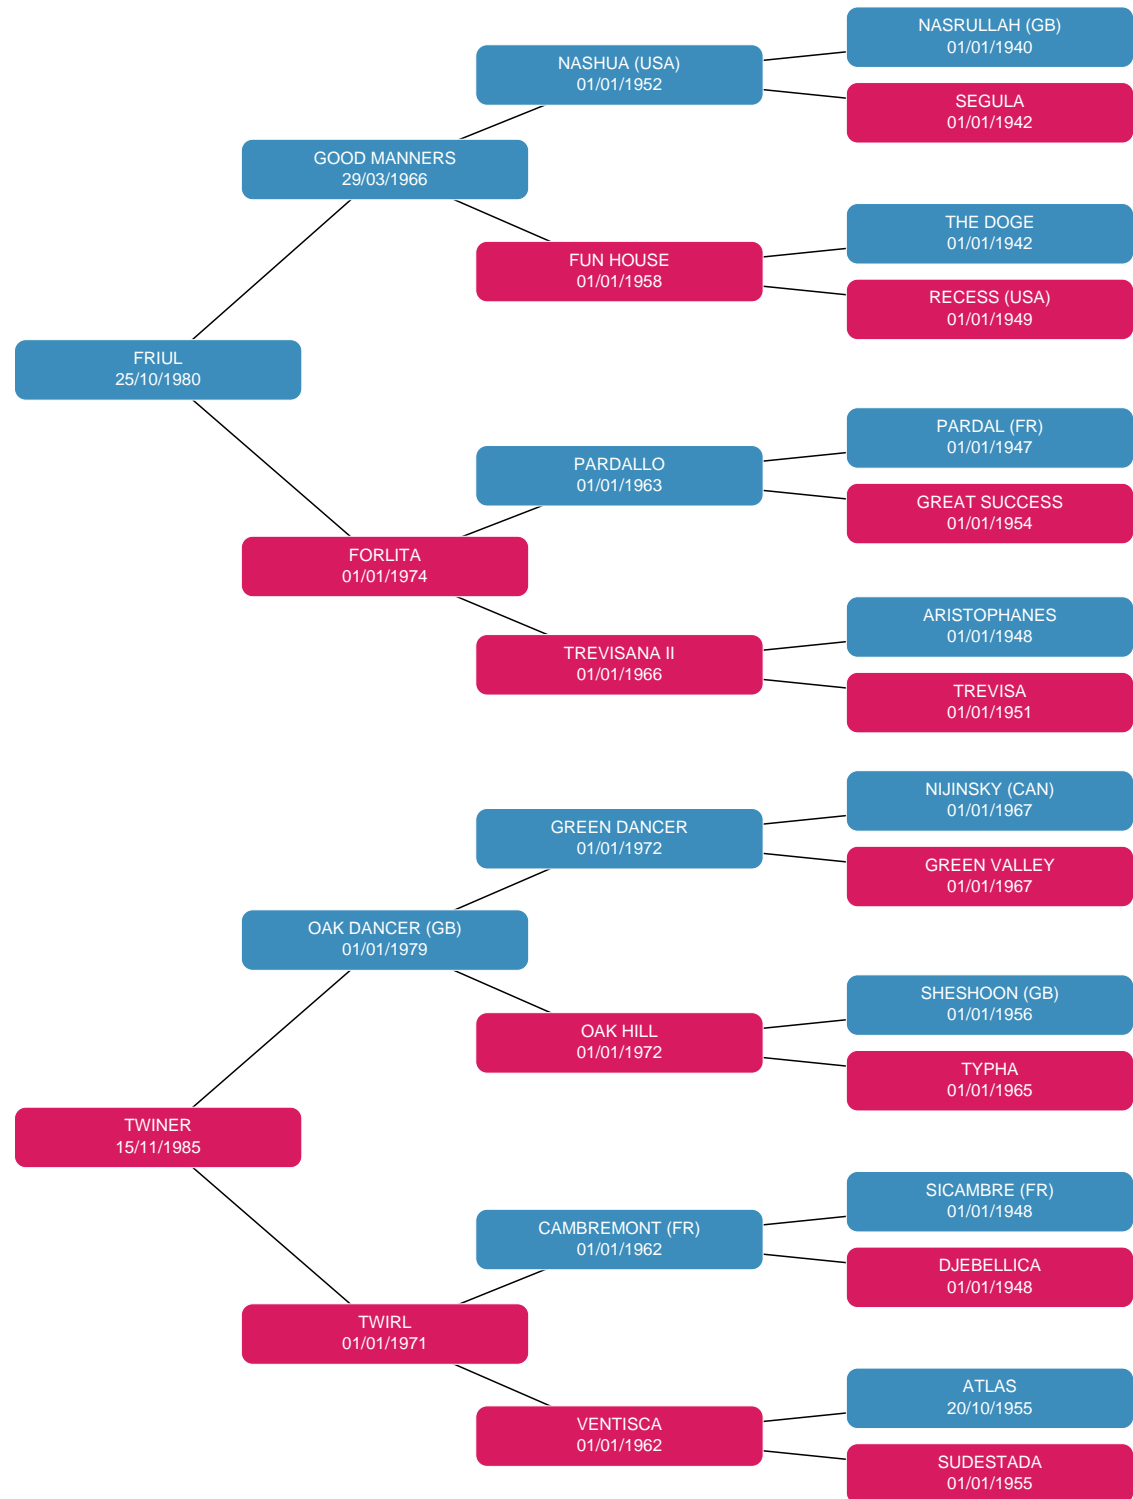 NASRULLAH (GB)
01/01/1940
NASHUA (USA)
01/01/1952
SEGULA
01/01/1942
GOOD MANNERS
29/03/1966
THE DOGE
01/01/1942
FUN HOUSE
01/01/1958
RECESS (USA)
01/01/1949
FRIUL
25/10/1980
PARDAL (FR)
01/01/1947
PARDALLO
01/01/1963
GREAT SUCCESS
01/01/1954
FORLITA
01/01/1974
ARISTOPHANES
01/01/1948
TREVISANA II
01/01/1966
TREVISA
01/01/1951
NIJINSKY (CAN)
01/01/1967
GREEN DANCER
01/01/1972
GREEN VALLEY
01/01/1967
OAK DANCER (GB)
01/01/1979
SHESHOON (GB)
01/01/1956
OAK HILL
01/01/1972
TYPHA
01/01/1965
TWINER
15/11/1985
SICAMBRE (FR)
01/01/1948
CAMBREMONT (FR)
01/01/1962
DJEBELLICA
01/01/1948
TWIRL
01/01/1971
ATLAS
20/10/1955
VENTISCA
01/01/1962
SUDESTADA
01/01/1955